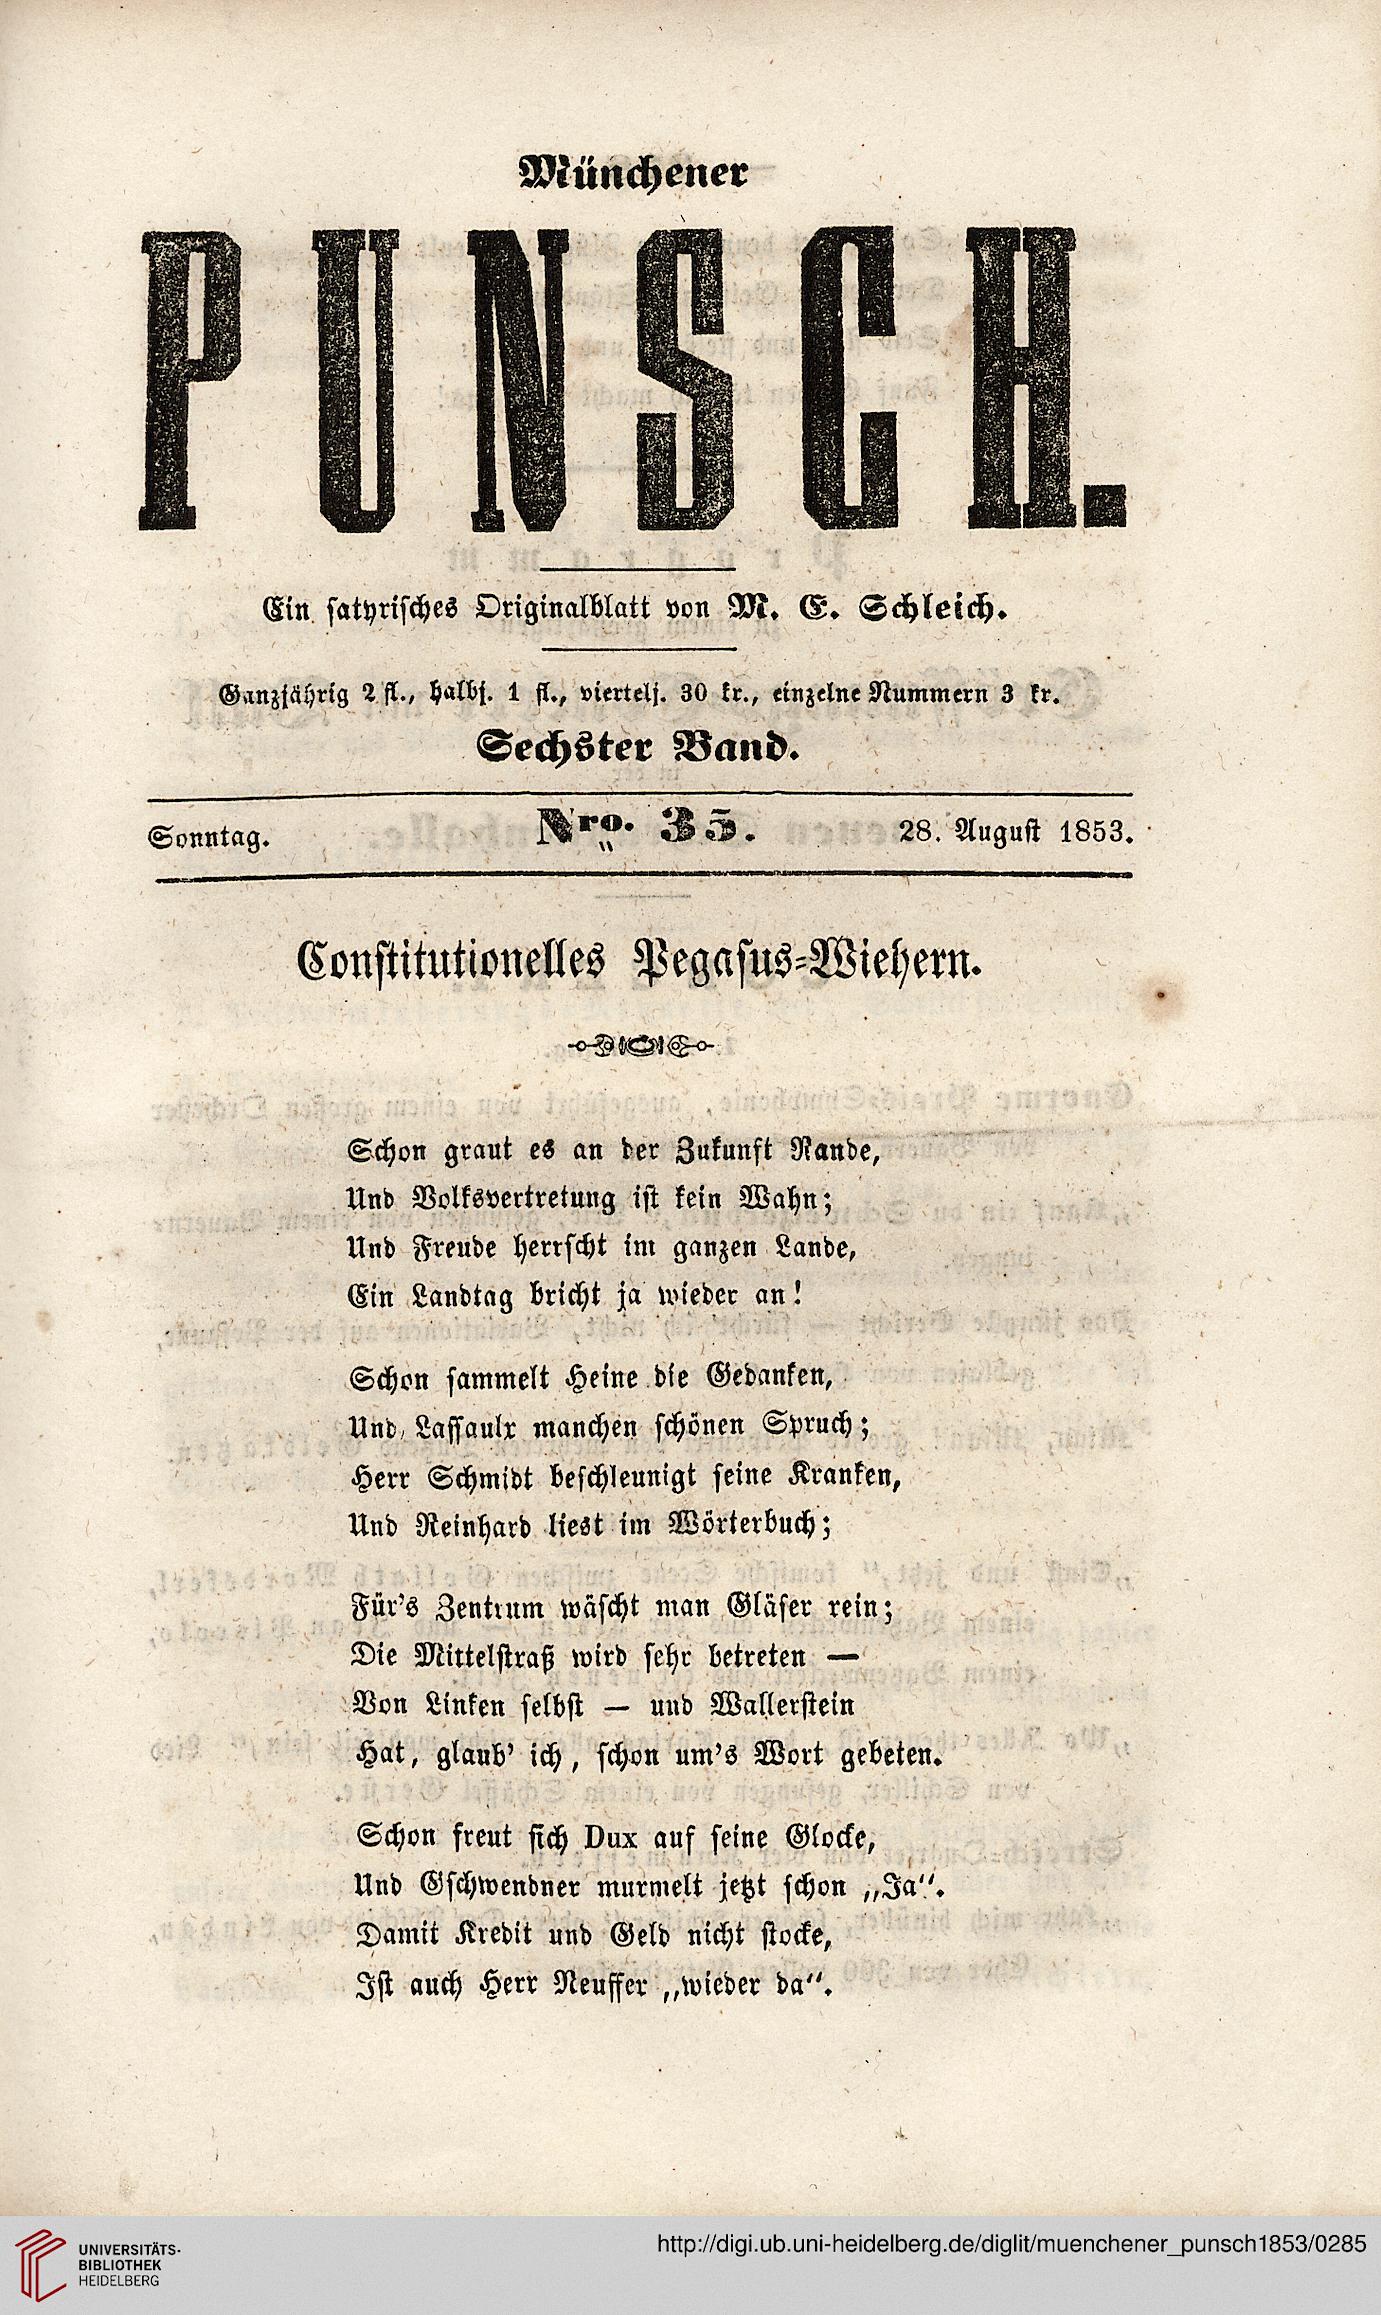 Münchener
PUNSCH.
Ein satyrisches Originalblatt von M. E. Schleich.
Ganzjährig 2 fl., halbj. 1 fl., viertelj. 30 kr., einzelne Nummern 3 kr.
Sechster Band.
Sonntag. Nro. 35. 28. August 1853.
Constitutionelles Pegasus-Wiehern.
Schon graut es an der Zukunft Rande,
Und Volksvertretung ist kein Wahn;
Und Freude herrscht im ganzen Lande,
Ein Landtag bricht ja wieder an!
Schon sammelt Heine die Gedanken,
Und Lassaulx manchen schönen Spruch;
Herr Schmidt beschleunigt seine Kranken,
Und Reinhard liest im Wörterbuch;
Für's Zentrum wäscht man Gläser rein;
Die Mittelstraß wird sehr betreten —
Von Linken selbst — und Wallerstein
Hat, glaub' ich, schon um's Wort gebeten.
Schon freut sich Dux auf seine Glocke,
Und Gschwendner murmelt jetzt schon „Ja".
Damit Kredit und Geld nicht stocke,
Ist auch Herr Neuffer „wieder da".
UNIVERSITÄTS-
BIBLIOTHEK
HEIDELBERG
http://digi.ub.uni-heidelberg.de/diglit/muenchener_punsch1853/0285